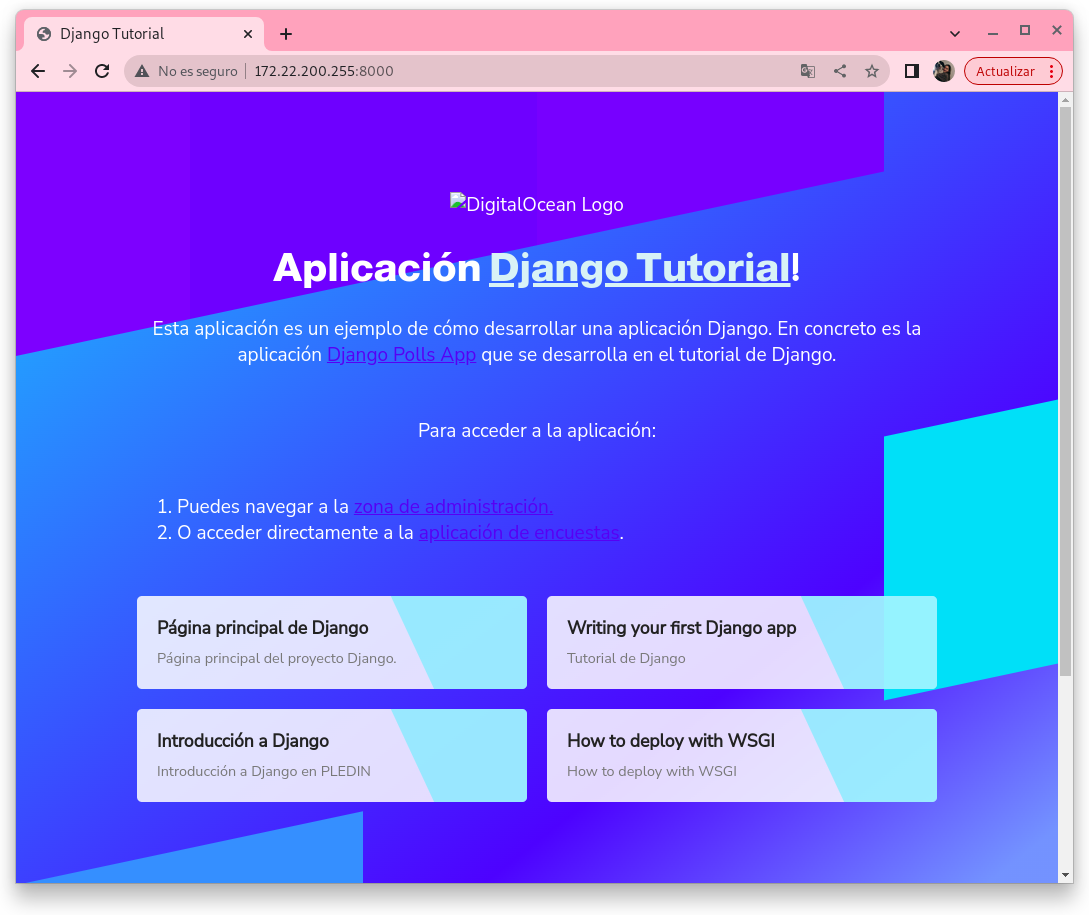 Django Tutorial
No es seguro
172.22.200.255:8000
Actualizar
DigitalOcean Logo
Aplicación Django Tutorial!
Esta aplicación es un ejemplo de cómo desarrollar una aplicación Django. En concreto es la
aplicación Django Polls App que se desarrolla en el tutorial de Django.
Para acceder a la aplicación:
1. Puedes navegar a la zona de administración.
2. O acceder directamente a la aplicación de encuestas.
Página principal de Django
Página principal del proyecto Django.
Writing your first Django app
Tutorial de Django
Introducción a Django
Introducción a Django en PLEDIN
How to deploy with WSGI
How to deploy with WSGI